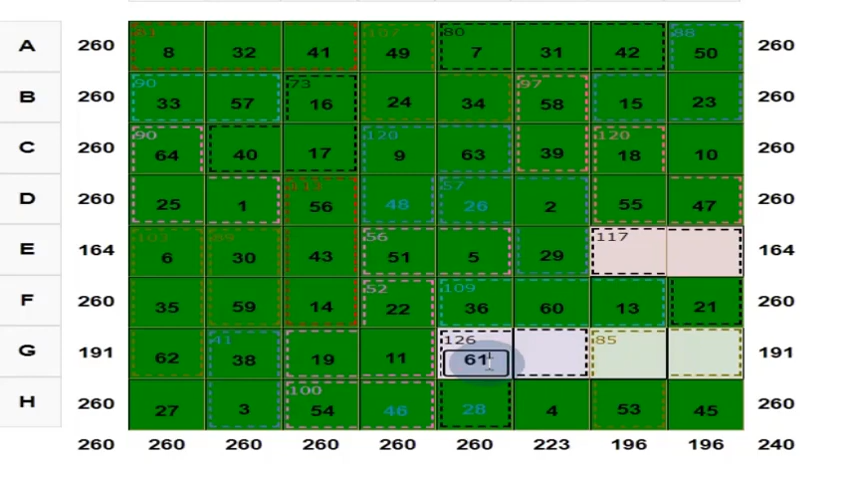 A 260 81 8 32 41 107 49 80 7 31 42 88 50 260
B 260 90 33 57 73 16 24 34 97 58 15 23 260
C 260 90 64 40 17 120 9 63 39 120 18 10 260
D 260 25 1 56 48 57 26 2 55 47 260
E 164 103 6 30 43 56 51 5 29 117 164
F 260 35 59 14 52 22 109 36 60 13 21 260
G 191 62 41 38 19 11 126 61 85 191
H 260 27 3 100 54 46 28 4 53 45 260
260 260 260 260 260 260 223 196 196 240